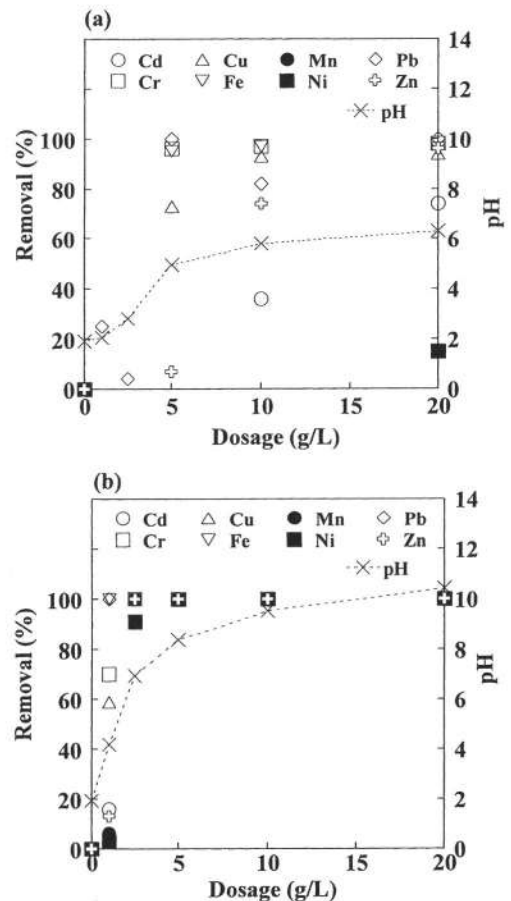 (a)
14
Cd Cu Mn Pb
Cr Fe Ni Zn
12
pH
100
10
80
8
60
6
40
4
20
2
0
0
0 5 10 15 20
Removal (%)
pH
Dosage (g/L)
(b)
14
Cd Cu Mn Pb
Cr Fe Ni Zn
12
pH
100
10
80
8
60
6
40
4
20
2
0
0
0 5 10 15 20
Removal (%)
pH
Dosage (g/L)